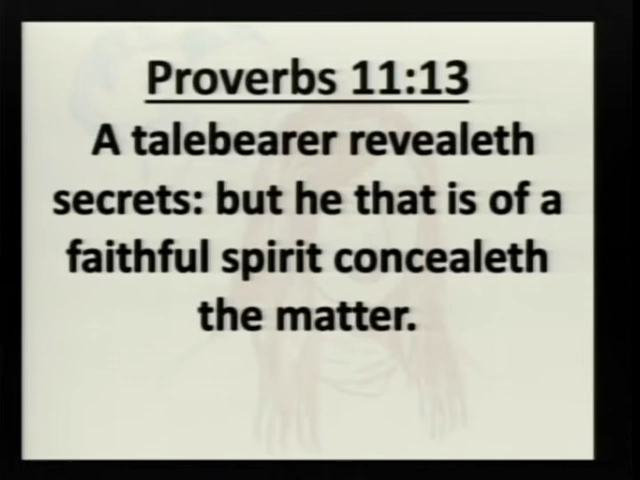 Proverbs 11:13
A talebearer revealeth
secrets: but he that is of a
faithful spirit concealeth
the matter.